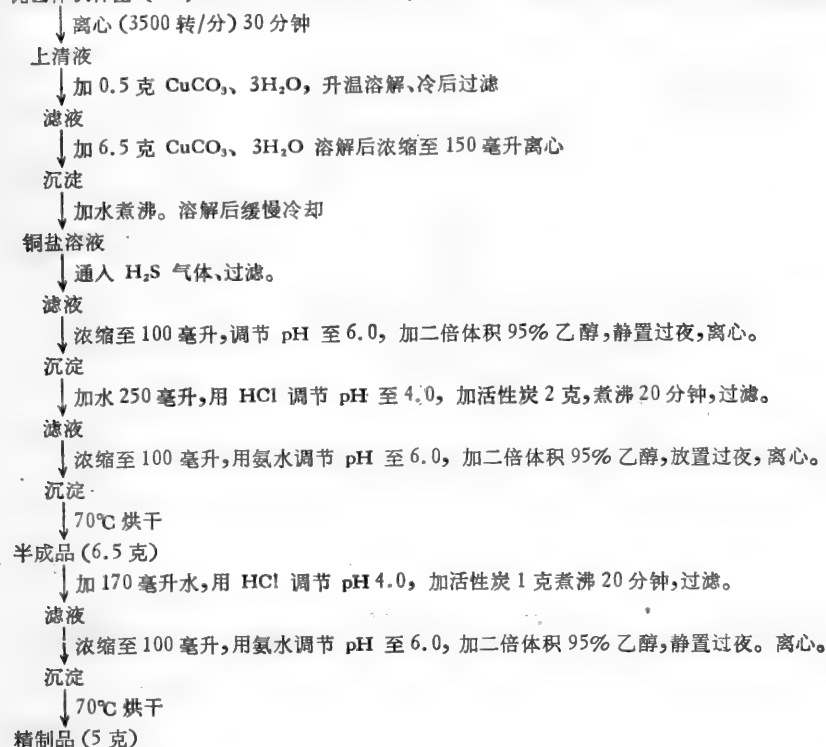 离心 (3500 转/分) 30 分钟
上清液
加 0.5 克 CuCO₃、3H₂O, 升温溶解、冷后过滤
滤液
加 6.5 克 CuCO₃、3H₂O 溶解后浓缩至 150 毫升离心
沉淀
加水煮沸。溶解后缓慢冷却
铜盐溶液
通入 H₂S 气体、过滤。
滤液
浓缩至 100 毫升,调节 pH 至 6.0, 加二倍体积 95% 乙醇,静置过夜,离心。
沉淀
加水 250 毫升,用 HCl 调节 pH 至 4.0, 加活性炭 2 克,煮沸 20 分钟,过滤。
滤液
浓缩至 100 毫升,用氨水调节 pH 至 6.0, 加二倍体积 95% 乙醇,放置过夜,离心。
沉淀
70℃ 烘干
半成品 (6.5 克)
加 170 毫升水,用 HCl 调节 pH 4.0, 加活性炭 1 克煮沸 20 分钟,过滤。
滤液
浓缩至 100 毫升,用氨水调节 pH 至 6.0, 加二倍体积 95% 乙醇,静置过夜。离心。
沉淀
70℃ 烘干
精制品 (5 克)